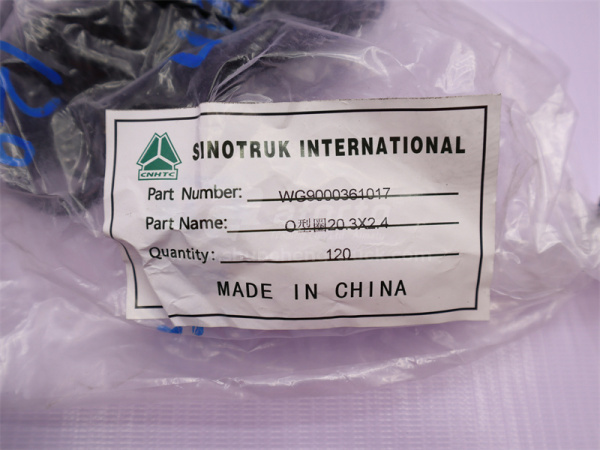 SINOTRUK INTERNATIONAL
CNHTC
Part Number: WG9000361017
Part Name: O型圈20.3X2.4
Quantity: 120
MADE IN CHINA